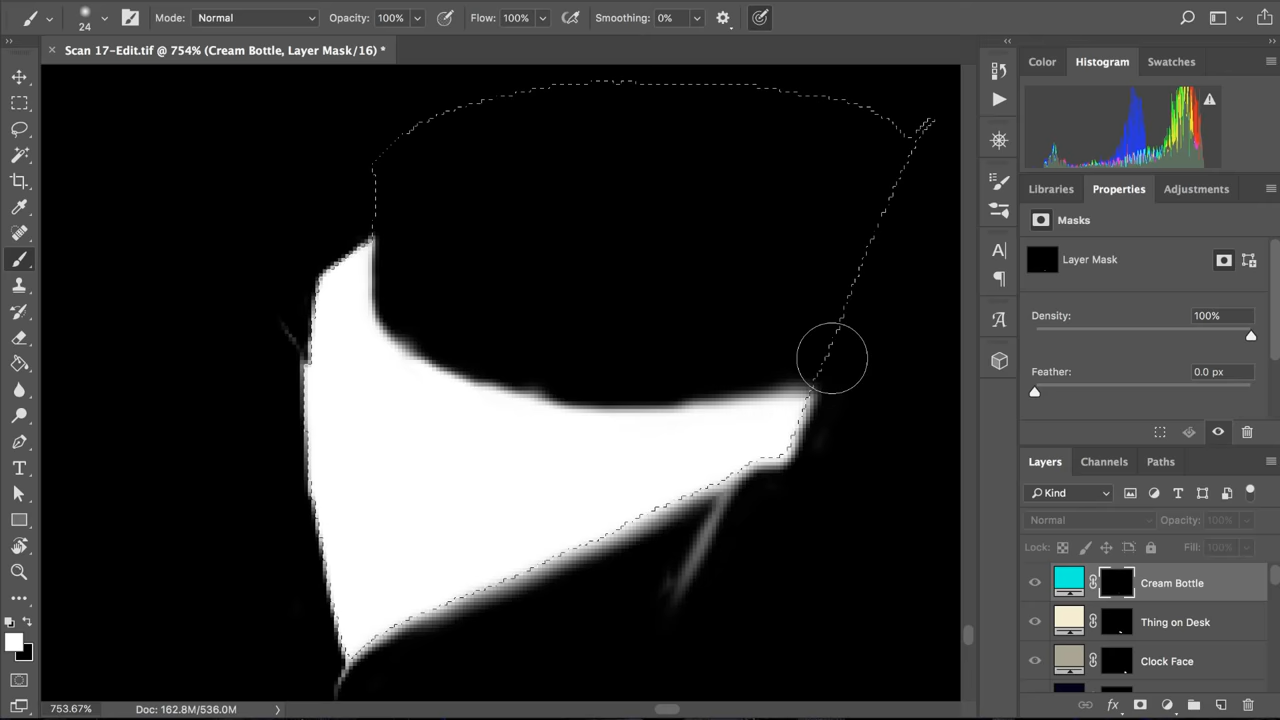 24 Mode: Normal Opacity: 100% Flow: 100% Smoothing: 0%
Scan 17-Edit.tif @ 754% (Cream Bottle, Layer Mask/16) *
Color Histogram Swatches
Libraries Properties Adjustments
Masks
Layer Mask
Density: 100%
Feather: 0.0 px
Layers Channels Paths
Kind
Normal Opacity: 100%
Lock: Fill: 100%
Cream Bottle
Thing on Desk
Clock Face
753.67% Doc: 162.8M/536.0M